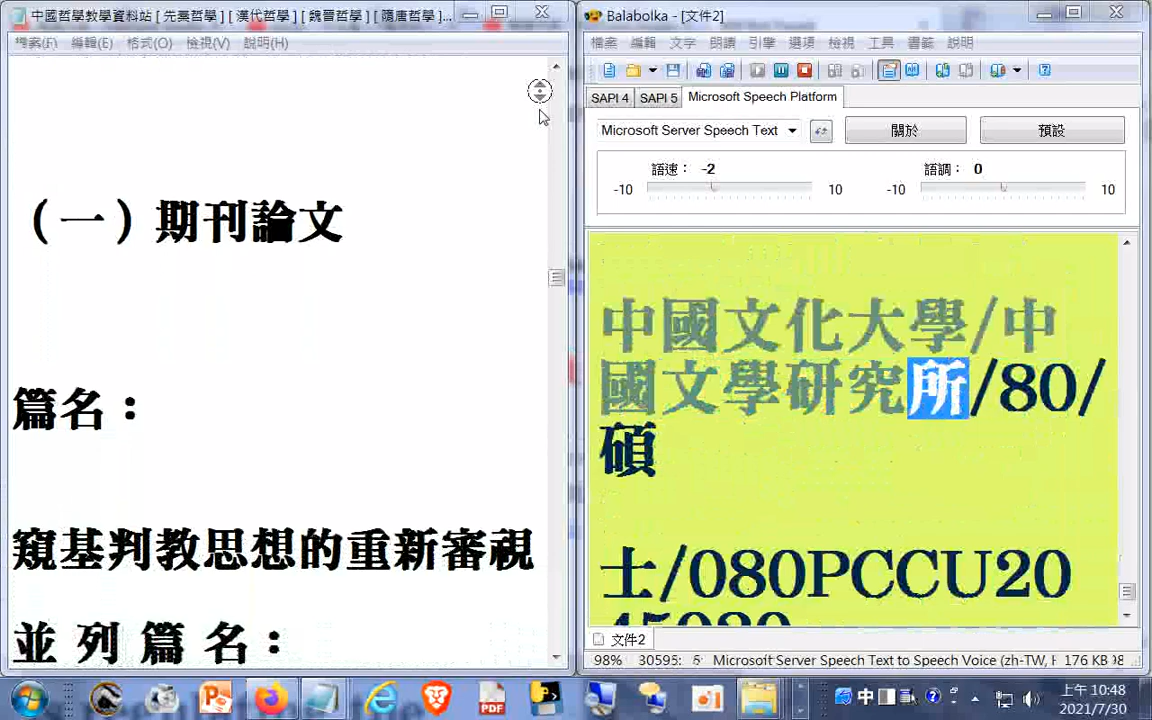 中國哲學教學資料站 [ 先秦哲學 ] [ 漢代哲學 ] [ 魏晉哲學 ] [ 隋唐哲學 ]...
檔案(F) 編輯(E) 格式(O) 檢視(V) 說明(H)
（一）期刊論文
篇名：
窺基判教思想的重新審視
並 列 篇 名：
Balabolka - [文件2]
檔案 編輯 文字 朗讀 引擎 選項 檢視 工具 書籤 說明
SAPI 4 SAPI 5 Microsoft Speech Platform
Microsoft Server Speech Text 關於 預設
語速： -2 語調： 0
-10 10 -10 10
中國文化大學/中
國文學研究所/80/
碩
士/080PCCU20
45020
文件2
98% 30595: 5 Microsoft Server Speech Text to Speech Voice (zh-TW, H 176 KB
中
上午 10:48
2021/7/30